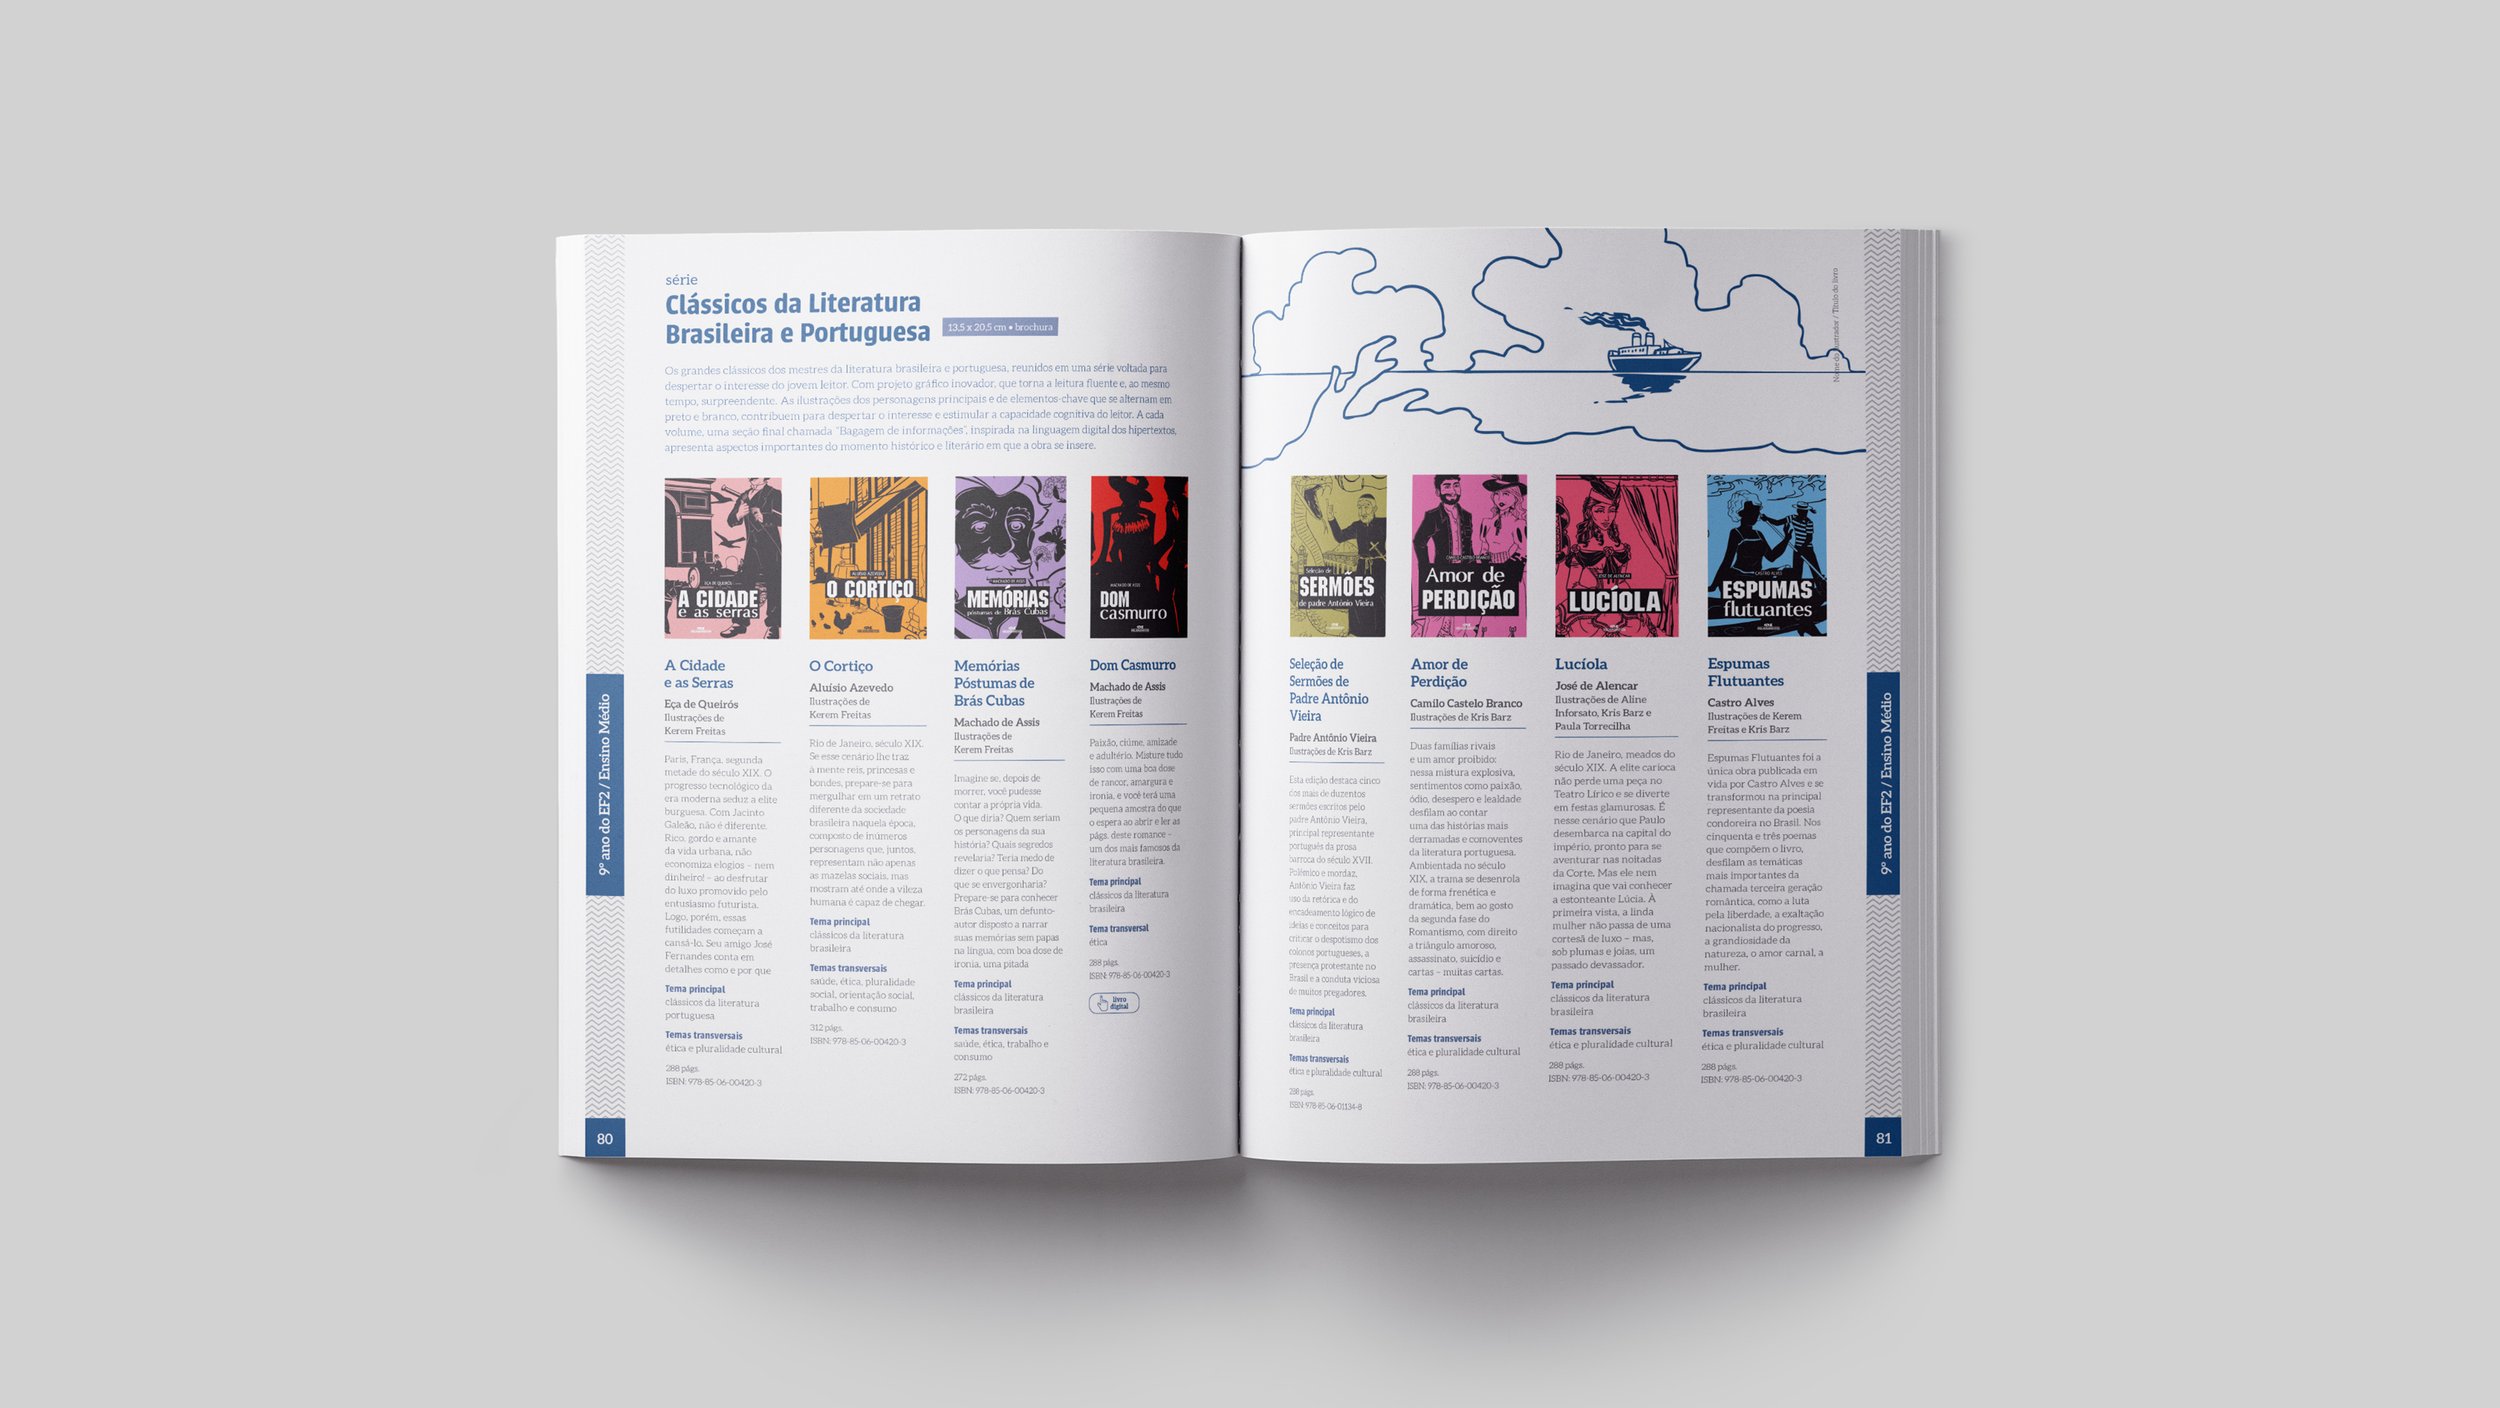 série
Clássicos da Literatura
Brasileira e Portuguesa
13,5 x 20,5 cm • brochura
Os grandes clássicos dos mestres da literatura brasileira e portuguesa, reunidos em uma série voltada para
despertar o interesse do jovem leitor. Com projeto gráfico inovador, que torna a leitura fluente e, ao mesmo
tempo, surpreendente. As ilustrações dos personagens principais e de elementos-chave que se alternam em
preto e branco, contribuem para despertar o interesse e estimular a capacidade cognitiva do leitor. A cada
volume, uma seção final chamada "Bagagem de informações", inspirada na linguagem digital dos hipertextos,
apresenta aspectos importantes do momento histórico e literário em que a obra se insere.
EÇA DE QUEIRÓS
A CIDADE
e as serras
A Cidade
e as Serras
Eça de Queirós
Ilustrações de
Kerem Freitas
Paris, França, segunda
metade do século XIX. O
progresso tecnológico da
era moderna seduz a elite
burguesa. Com Jacinto
Galeão, não é diferente.
Rico, gordo e amante
da vida urbana, não
economiza elogios – nem
dinheiro! – ao desfrutar
do luxo promovido pelo
entusiasmo futurista.
Logo, porém, essas
futilidades começam a
cansá-lo. Seu amigo José
Fernandes conta em
detalhes como e por que
Tema principal
clássicos da literatura
portuguesa
Temas transversais
ética e pluralidade cultural
288 págs.
ISBN: 978-85-06-00420-3
ALUÍSIO AZEVEDO
O CORTIÇO
O Cortiço
Aluísio Azevedo
Ilustrações de
Kerem Freitas
Rio de Janeiro, século XIX.
Se esse cenário lhe traz
à mente reis, princesas e
bondes, prepare-se para
mergulhar em um retrato
diferente da sociedade
brasileira naquela época,
composto de inúmeros
personagens que, juntos,
representam não apenas
as mazelas sociais, mas
mostram até onde a vileza
humana é capaz de chegar.
Tema principal
clássicos da literatura
brasileira
Temas transversais
saúde, ética, pluralidade
social, orientação social,
trabalho e consumo
312 págs.
ISBN: 978-85-06-00420-3
MACHADO DE ASSIS
MEMÓRIAS
póstumas de Brás Cubas
Memórias
Póstumas de
Brás Cubas
Machado de Assis
Ilustrações de
Kerem Freitas
Imagine se, depois de
morrer, você pudesse
contar a própria vida.
O que diria? Quem seriam
os personagens da sua
história? Quais segredos
revelaria? Teria medo de
dizer o que pensa? Do
que se envergonharia?
Prepare-se para conhecer
Brás Cubas, um defunto-
autor disposto a narrar
suas memórias sem papas
na língua, com boa dose de
ironia, uma pitada
Tema principal
clássicos da literatura
brasileira
Temas transversais
saúde, ética, trabalho e
consumo
272 págs.
ISBN: 978-85-06-00420-3
MACHADO DE ASSIS
DOM
casmurro
Dom Casmurro
Machado de Assis
Ilustrações de
Kerem Freitas
Paixão, ciúme, amizade
e adultério. Misture tudo
isso com uma boa dose
de rancor, amargura e
ironia, e você terá uma
pequena amostra do que
o espera ao abrir e ler as
págs. deste romance –
um dos mais famosos da
literatura brasileira.
Tema principal
clássicos da literatura
brasileira
Tema transversal
ética
288 págs.
ISBN: 978-85-06-00420-3
livro
digital
9º ano do EF2 / Ensino Médio
80
Nome do ilustrador / Título do livro
Seleção de
SERMÕES
de padre Antônio Vieira
Seleção de
Sermões de
Padre Antônio
Vieira
Padre Antônio Vieira
Ilustrações de Kris Barz
Esta edição destaca cinco
dos mais de duzentos
sermões escritos pelo
padre Antônio Vieira,
principal representante
português da prosa
barroca do século XVII.
Polêmico e mordaz,
Antônio Vieira faz
uso da retórica e do
encadeamento lógico de
ideias e conceitos para
criticar o despotismo dos
colonos portugueses, a
presença protestante no
Brasil e a conduta viciosa
de muitos pregadores.
Tema principal
clássicos da literatura
brasileira
Temas transversais
ética e pluralidade cultural
288 págs.
ISBN: 978-85-06-01134-8
CAMILO CASTELO BRANCO
Amor de
PERDIÇÃO
Amor de
Perdição
Camilo Castelo Branco
Ilustrações de Kris Barz
Duas famílias rivais
e um amor proibido:
nessa mistura explosiva,
sentimentos como paixão,
ódio, desespero e lealdade
desfilam ao contar
uma das histórias mais
derramadas e comoventes
da literatura portuguesa.
Ambientada no século
XIX, a trama se desenrola
de forma frenética e
dramática, bem ao gosto
da segunda fase do
Romantismo, com direito
a triângulo amoroso,
assassinato, suicídio e
cartas – muitas cartas.
Tema principal
clássicos da literatura
brasileira
Temas transversais
ética e pluralidade cultural
288 págs.
ISBN: 978-85-06-00420-3
JOSÉ DE ALENCAR
LUCÍOLA
Lucíola
José de Alencar
Ilustrações de Aline
Inforsato, Kris Barz e
Paula Torrecilha
Rio de Janeiro, meados do
século XIX. A elite carioca
não perde uma peça no
Teatro Lírico e se diverte
em festas glamurosas. É
nesse cenário que Paulo
desembarca na capital do
império, pronto para se
aventurar nas noitadas
da Corte. Mas ele nem
imagina que vai conhecer
a estonteante Lúcia. À
primeira vista, a linda
mulher não passa de uma
cortesã de luxo – mas,
sob plumas e joias, um
passado devassador.
Tema principal
clássicos da literatura
brasileira
Temas transversais
ética e pluralidade cultural
288 págs.
ISBN: 978-85-06-00420-3
CASTRO ALVES
ESPUMAS
flutuantes
Espumas
Flutuantes
Castro Alves
Ilustrações de Kerem
Freitas e Kris Barz
Espumas Flutuantes foi a
única obra publicada em
vida por Castro Alves e se
transformou na principal
representante da poesia
condoreira no Brasil. Nos
cinquenta e três poemas
que compõem o livro,
desfilam as temáticas
mais importantes da
chamada terceira geração
romântica, como a luta
pela liberdade, a exaltação
nacionalista do progresso,
a grandiosidade da
natureza, o amor carnal, a
mulher.
Tema principal
clássicos da literatura
brasileira
Temas transversais
ética e pluralidade cultural
288 págs.
ISBN: 978-85-06-00420-3
9º ano do EF2 / Ensino Médio
81